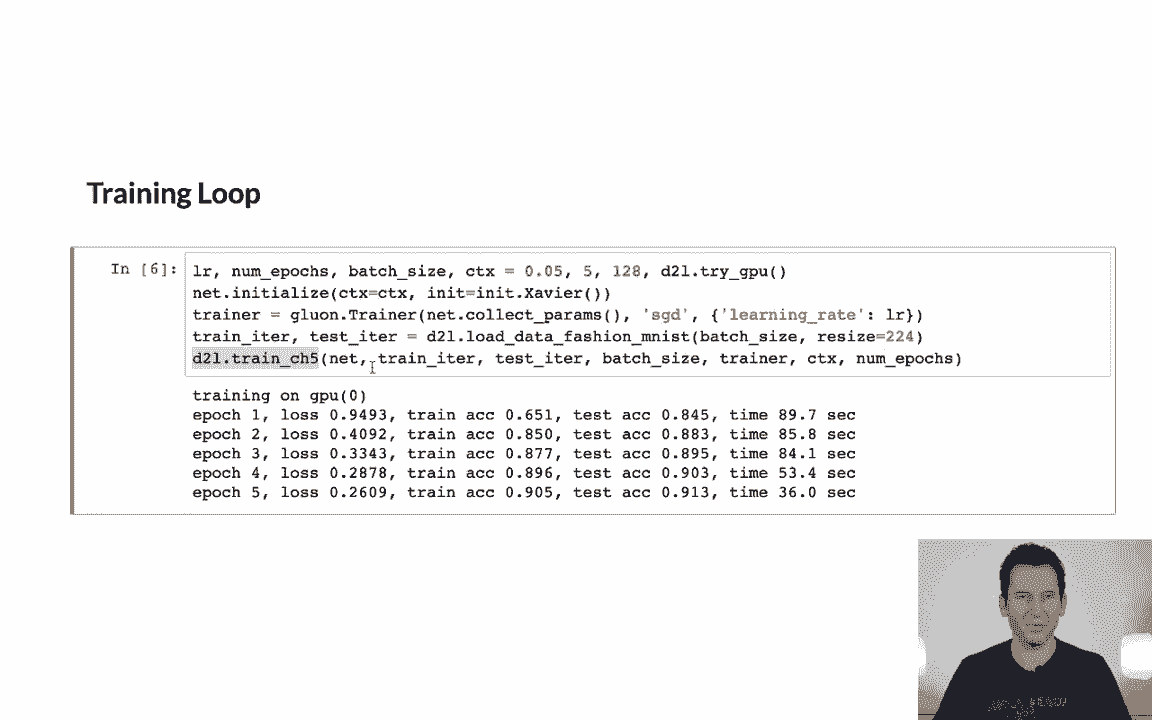 Training Loop
In [6]:
lr, num_epochs, batch_size, ctx = 0.05, 5, 128, d2l.try_gpu()
net.initialize(ctx=ctx, init=init.Xavier())
trainer = gluon.Trainer(net.collect_params(), 'sgd', {'learning_rate': lr})
train_iter, test_iter = d2l.load_data_fashion_mnist(batch_size, resize=224)
d2l.train_ch5(net, train_iter, test_iter, batch_size, trainer, ctx, num_epochs)
training on gpu(0)
epoch 1, loss 0.9493, train acc 0.651, test acc 0.845, time 89.7 sec
epoch 2, loss 0.4092, train acc 0.850, test acc 0.883, time 85.8 sec
epoch 3, loss 0.3343, train acc 0.877, test acc 0.895, time 84.1 sec
epoch 4, loss 0.2878, train acc 0.896, test acc 0.903, time 53.4 sec
epoch 5, loss 0.2609, train acc 0.905, test acc 0.913, time 36.0 sec